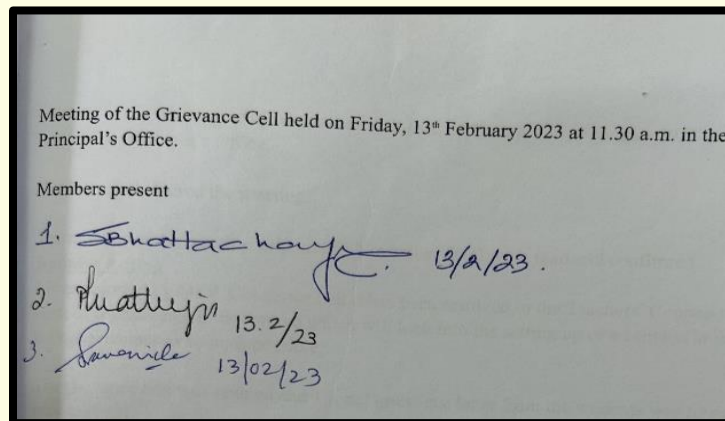 Meeting of the Grievance Cell held on Friday, 13th February 2023 at 11.30 a.m. in the
Principal's Office.
Members present
1. SBhattacharya 13/2/23.
2. 13.2/23
3. 13/02/23